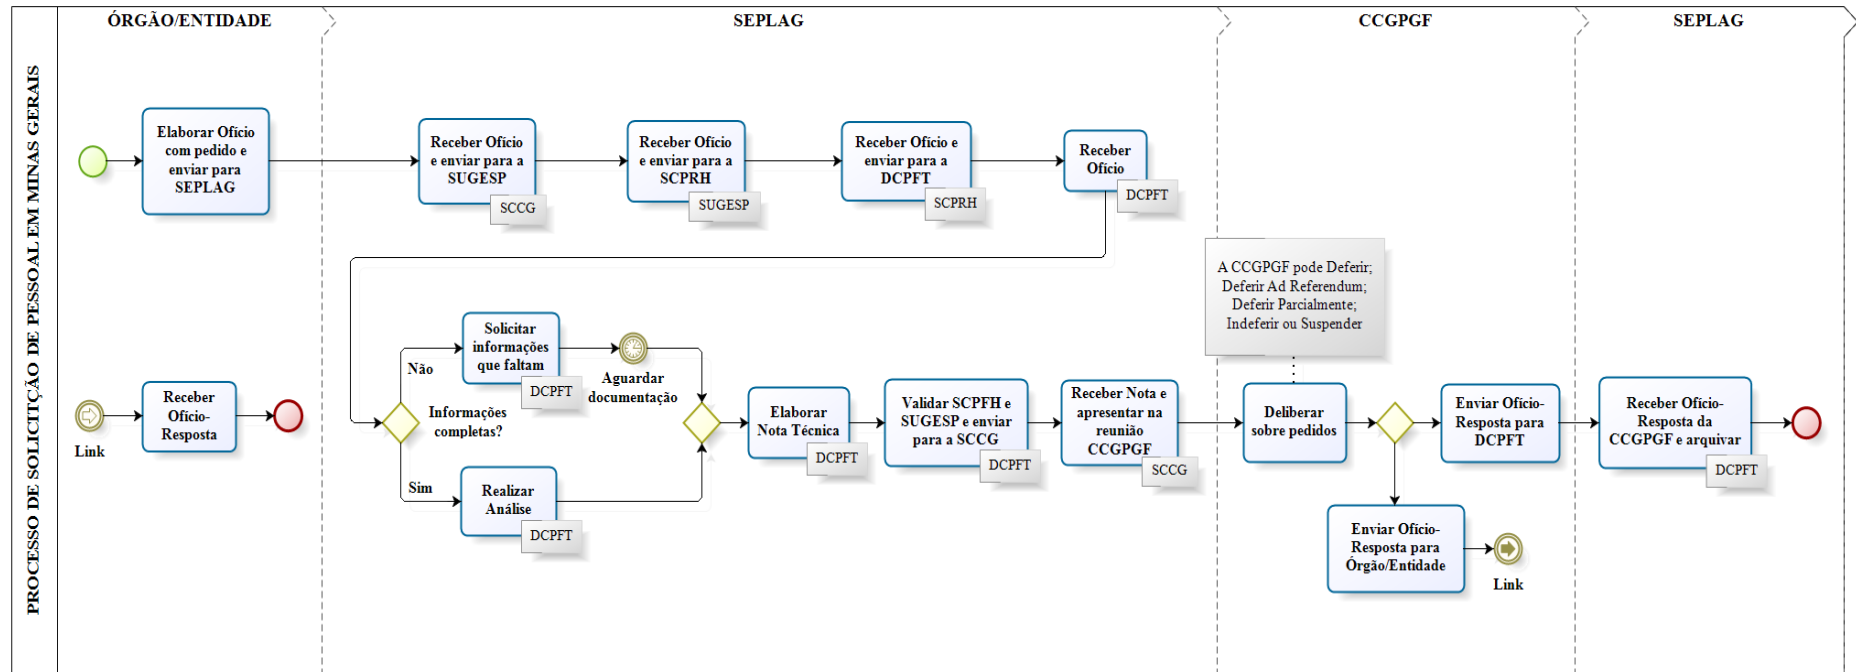 ÓRGÃO/ENTIDADE
SEPLAG
CCGPGF
SEPLAG
PROCESSO DE SOLICITÇÃO DE PESSOAL EM MINAS GERAIS
Elaborar Ofício
com pedido e
enviar para
SEPLAG
Receber Ofício
e enviar para a
SUGESP
SCCG
Receber Ofício
e enviar para a
SCPRH
SUGESP
Receber Ofício e
enviar para a
DCPFT
SCPRH
Receber
Ofício
DCPFT
A CCGPGF pode Deferir;
Deferir Ad Referendum;
Deferir Parcialmente;
Indeferir ou Suspender
Link
Receber
Ofício-
Resposta
Informações
completas?
Não
Solicitar
informações
que faltam
DCPFT
Aguardar
documentação
Sim
Realizar
Análise
DCPFT
Elaborar
Nota Técnica
DCPFT
Validar SCPFH e
SUGESP e enviar
para a SCCG
DCPFT
Receber Nota e
apresentar na
reunião
CCGPGF
SCCG
Deliberar
sobre pedidos
Enviar Ofício-
Resposta para
DCPFT
Enviar Ofício-
Resposta para
Órgão/Entidade
Link
Receber Ofício-
Resposta da
CCGPGF e arquivar
DCPFT